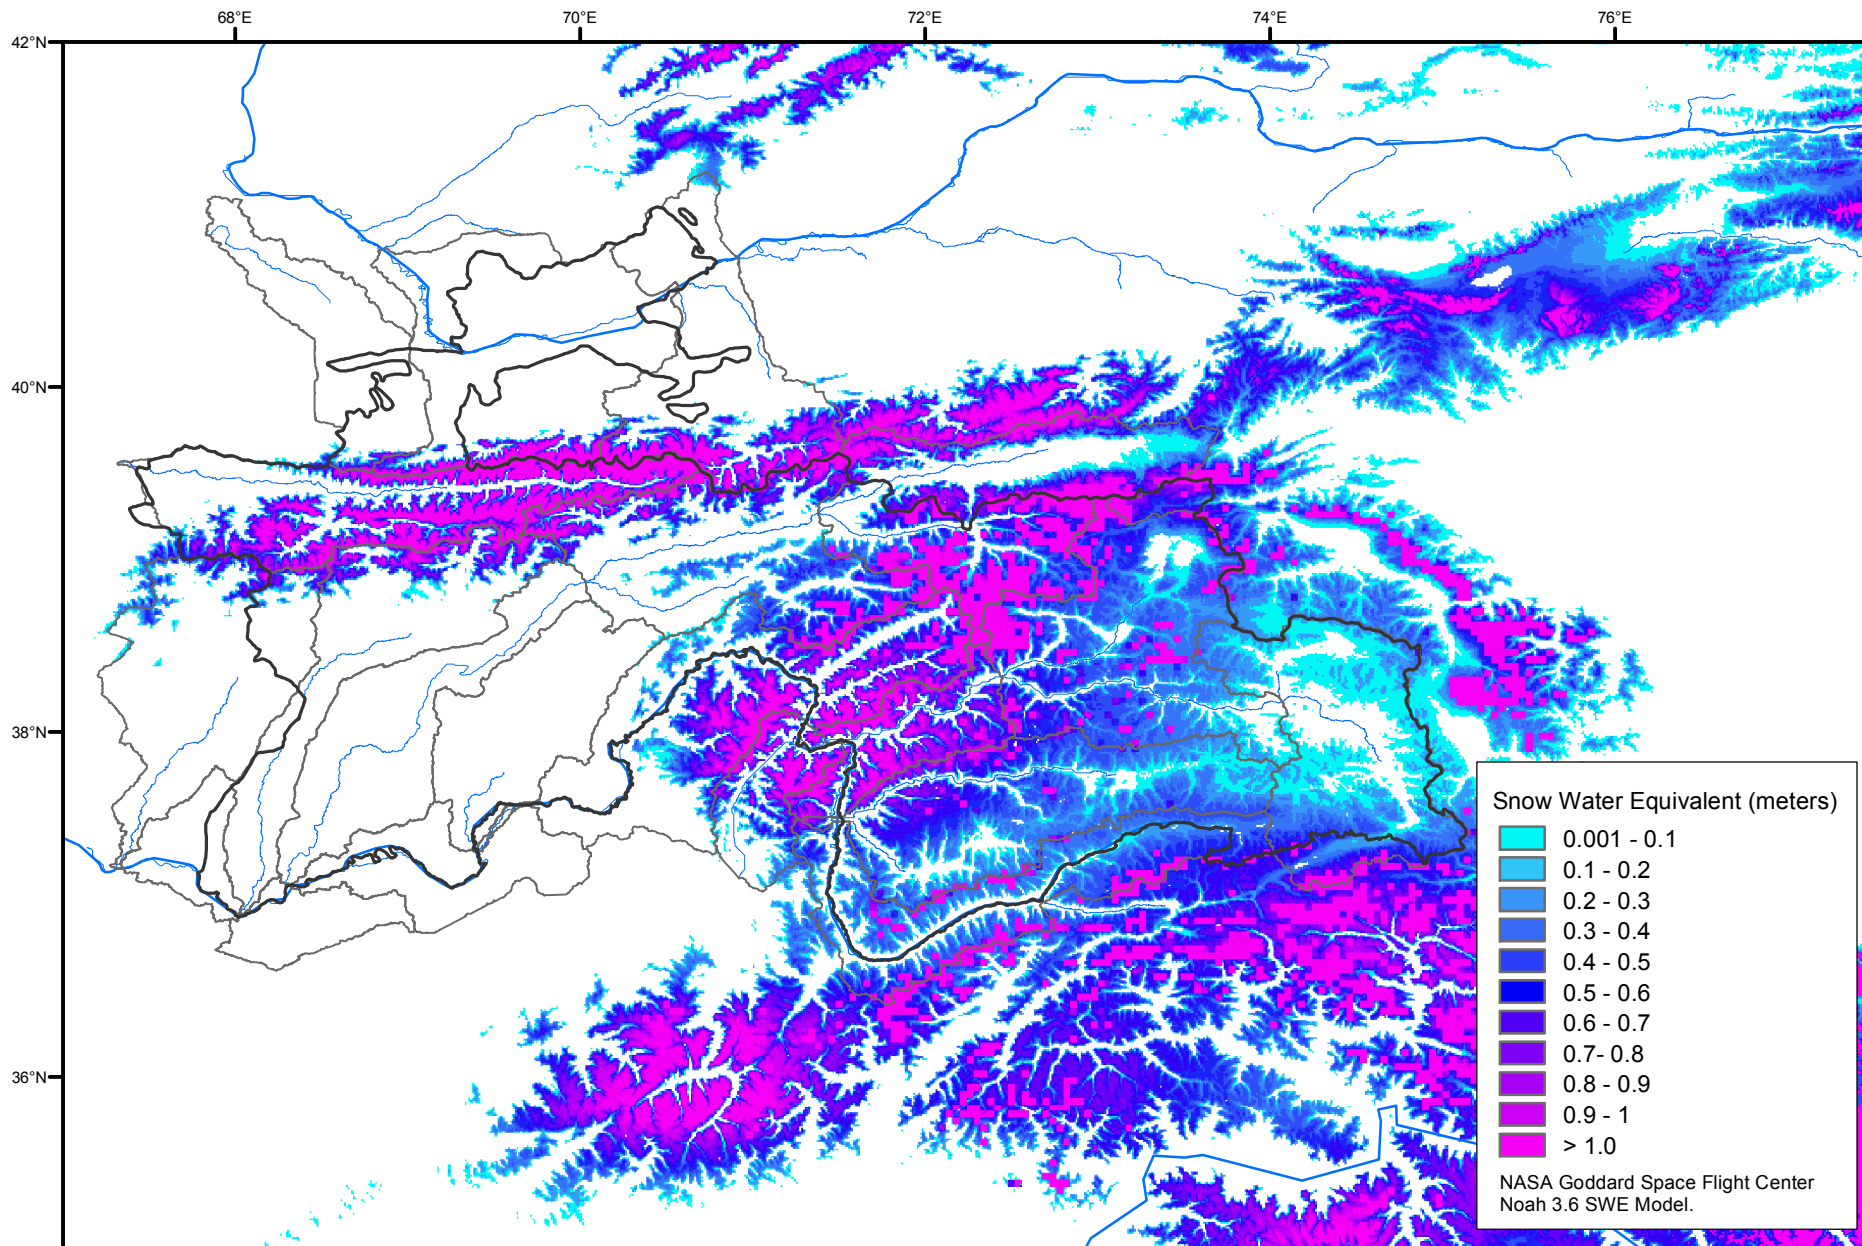 68°E
70°E
72°E
74°E
76°E
42°N
40°N
38°N
36°N
Snow Water Equivalent (meters)
0.001 - 0.1
0.1 - 0.2
0.2 - 0.3
0.3 - 0.4
0.4 - 0.5
0.5 - 0.6
0.6 - 0.7
0.7- 0.8
0.8 - 0.9
0.9 - 1
> 1.0
NASA Goddard Space Flight Center
Noah 3.6 SWE Model.